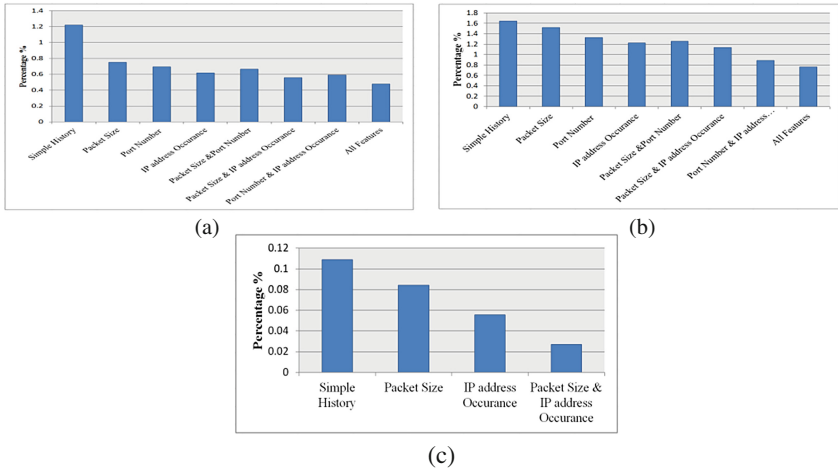 1.4
1.2
1
0.8
0.6
0.4
0.2
0
Percentage %
Simple History
Packet Size
Port Number
IP address Occurance
Packet Size &Port Number
Packet Size & IP address Occurance
Port Number & IP address Occurance
All Features
(a)
1.8
1.6
1.4
1.2
1
0.8
0.6
0.4
0.2
0
Percentage %
Simple History
Packet Size
Port Number
IP address Occurance
Packet Size &Port Number
Packet Size & IP address Occurance
Port Number & IP address…
All Features
(b)
0.12
0.1
0.08
0.06
0.04
0.02
0
Percentage %
Simple
History
Packet Size
IP address
Occurance
Packet Size &
IP address
Occurance
(c)